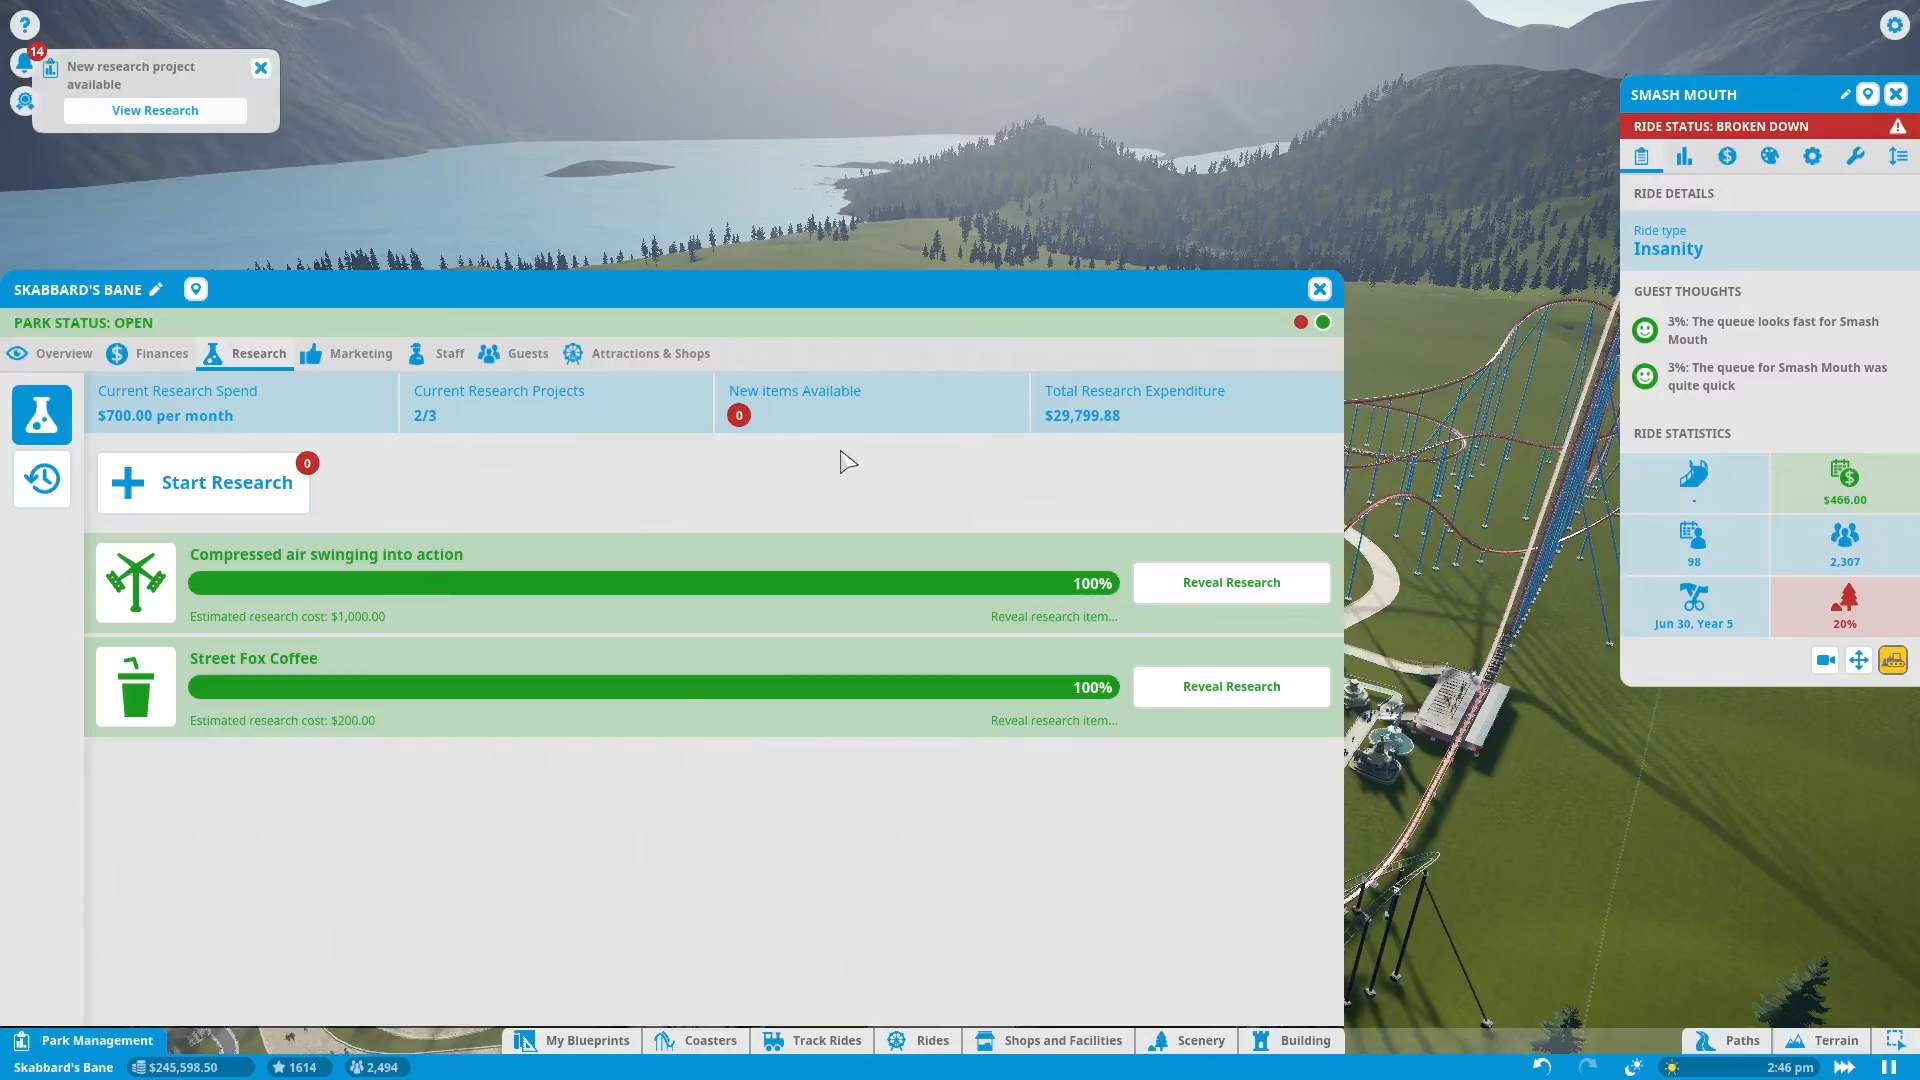 ?
14
New research project
available
View Research
SMASH MOUTH
RIDE STATUS: BROKEN DOWN
RIDE DETAILS
Ride type
Insanity
GUEST THOUGHTS
3%: The queue looks fast for Smash
Mouth
3%: The queue for Smash Mouth was
quite quick
RIDE STATISTICS
-
$466.00
98
2,307
Jun 30, Year 5
20%
SKABBARD'S BANE
PARK STATUS: OPEN
Overview
Finances
Research
Marketing
Staff
Guests
Attractions & Shops
Current Research Spend
$700.00 per month
Current Research Projects
2/3
New items Available
0
Total Research Expenditure
$29,799.88
Start Research
0
Compressed air swinging into action
100%
Estimated research cost: $1,000.00
Reveal research item...
Reveal Research
Street Fox Coffee
100%
Estimated research cost: $200.00
Reveal research item...
Reveal Research
Park Management
My Blueprints
Coasters
Track Rides
Rides
Shops and Facilities
Scenery
Building
Paths
Terrain
Skabbard's Bane
$245,598.50
1614
2,494
2:46 pm